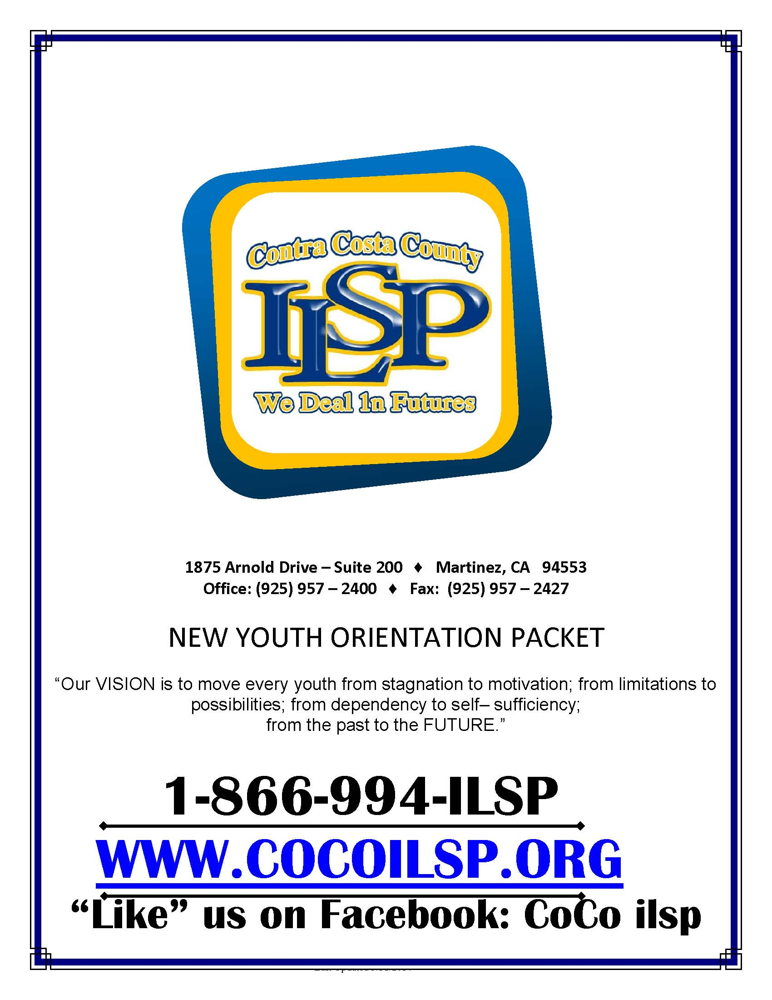 Contra Costa County
ILSP
We Deal 1n Futures
1875 Arnold Drive – Suite 200 ♦ Martinez, CA 94553
Office: (925) 957 – 2400 ♦ Fax: (925) 957 – 2427
NEW YOUTH ORIENTATION PACKET
“Our VISION is to move every youth from stagnation to motivation; from limitations to
possibilities; from dependency to self– sufficiency;
from the past to the FUTURE.”
1-866-994-ILSP
WWW.COCOILSP.ORG
“Like” us on Facebook: CoCo ilsp